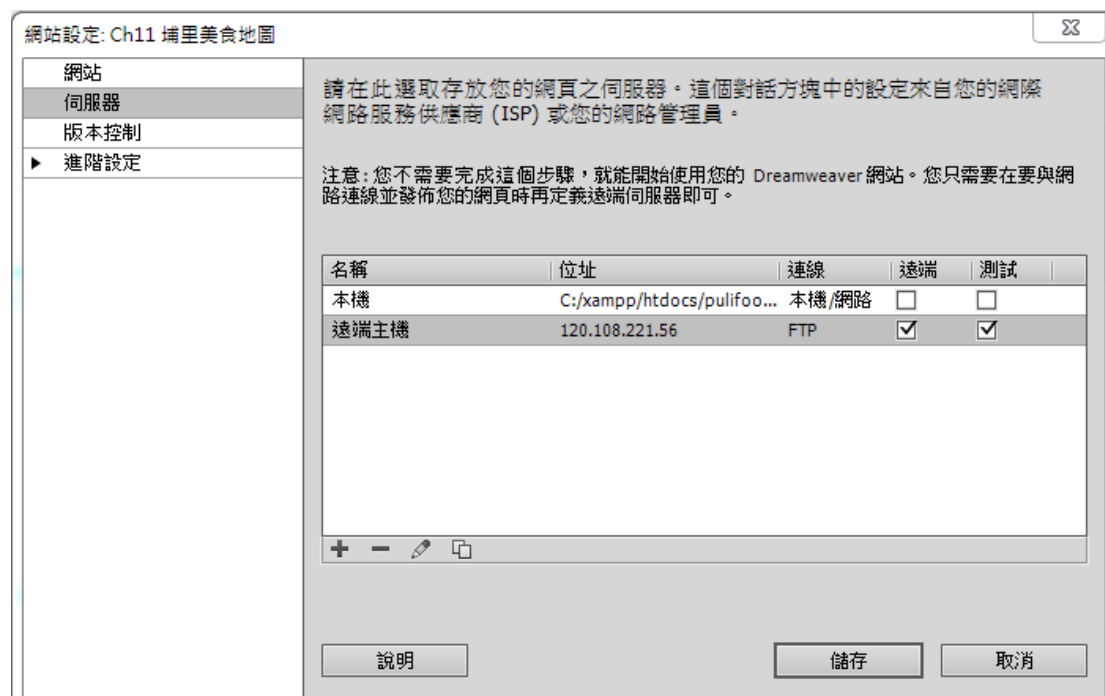 網站設定: Ch11 埔里美食地圖
網站
伺服器
版本控制
進階設定
請在此選取存放您的網頁之伺服器。這個對話方塊中的設定來自您的網際
網路服務供應商 (ISP) 或您的網路管理員。
注意:您不需要完成這個步驟,就能開始使用您的 Dreamweaver 網站。您只需要在要與網
路連線並發佈您的網頁時再定義遠端伺服器即可。
名稱 位址 連線 遠端 測試
本機 C:/xampp/htdocs/pulifoo... 本機/網路
遠端主機 120.108.221.56 FTP
說明 儲存 取消